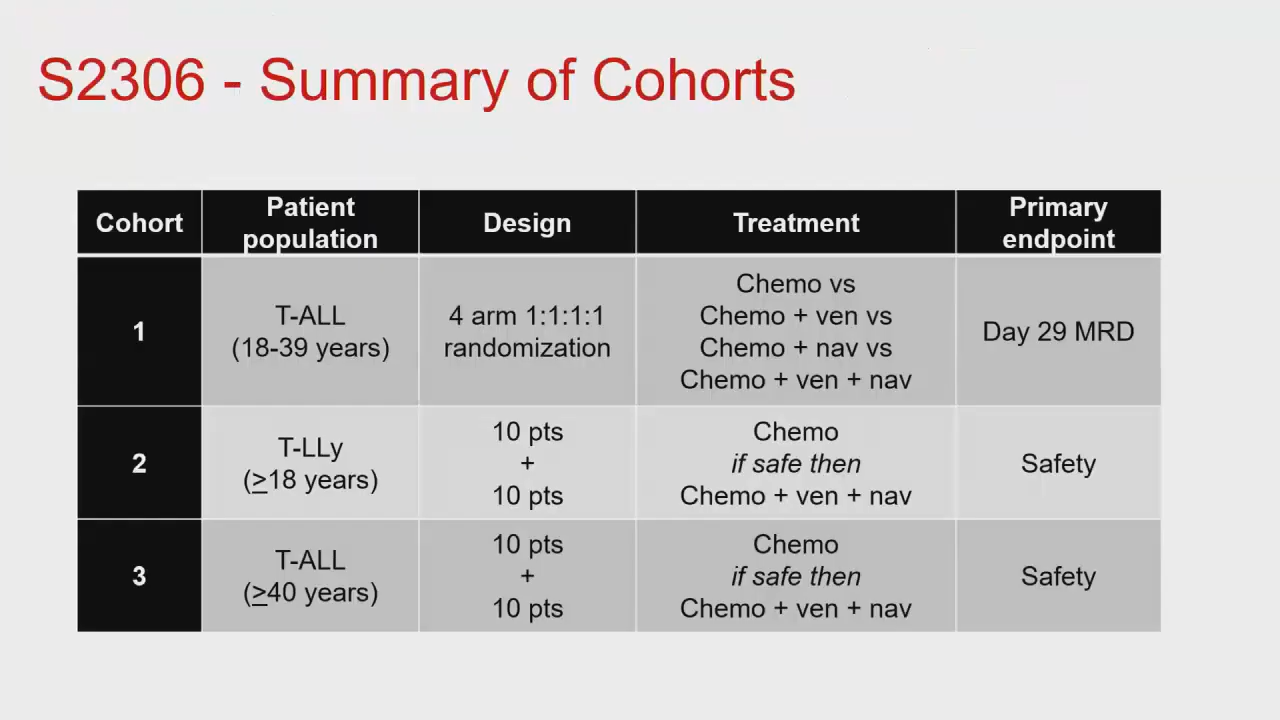 S2306 - Summary of Cohorts
Cohort
Patient
population
Design
Treatment
Primary
endpoint
1
T-ALL
(18-39 years)
4 arm 1:1:1:1
randomization
Chemo vs
Chemo + ven vs
Chemo + nav vs
Chemo + ven + nav
Day 29 MRD
2
T-LLy
(≥18 years)
10 pts
+
10 pts
Chemo
if safe then
Chemo + ven + nav
Safety
3
T-ALL
(≥40 years)
10 pts
+
10 pts
Chemo
if safe then
Chemo + ven + nav
Safety